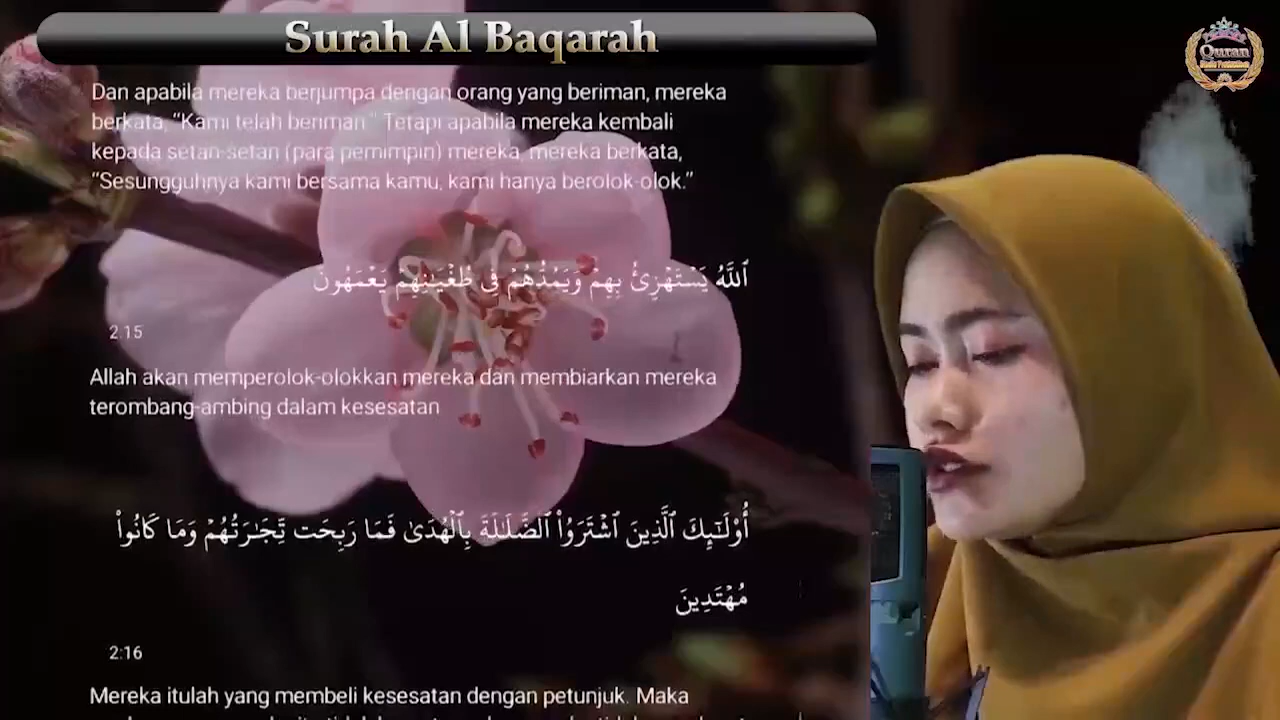 Surah Al Baqarah
Quran
Dan apabila mereka berjumpa dengan orang yang beriman, mereka
berkata, “Kami telah beriman.” Tetapi apabila mereka kembali
kepada setan-setan (para pemimpin) mereka, mereka berkata,
“Sesungguhnya kami bersama kamu, kami hanya berolok-olok.”
ٱللَّهُ يَسْتَهْزِئُ بِهِمْ وَيَمُدُّهُمْ فِى طُغْيَـٰنِهِمْ يَعْمَهُونَ
2:15
Allah akan memperolok-olokkan mereka dan membiarkan mereka
terombang-ambing dalam kesesatan
أُو۟لَـٰٓئِكَ ٱلَّذِينَ ٱشْتَرَوُا۟ ٱلضَّلَـٰلَةَ بِٱلْهُدَىٰ فَمَا رَبِحَت تِّجَـٰرَتُهُمْ وَمَا كَانُوا۟
مُهْتَدِينَ
2:16
Mereka itulah yang membeli kesesatan dengan petunjuk. Maka